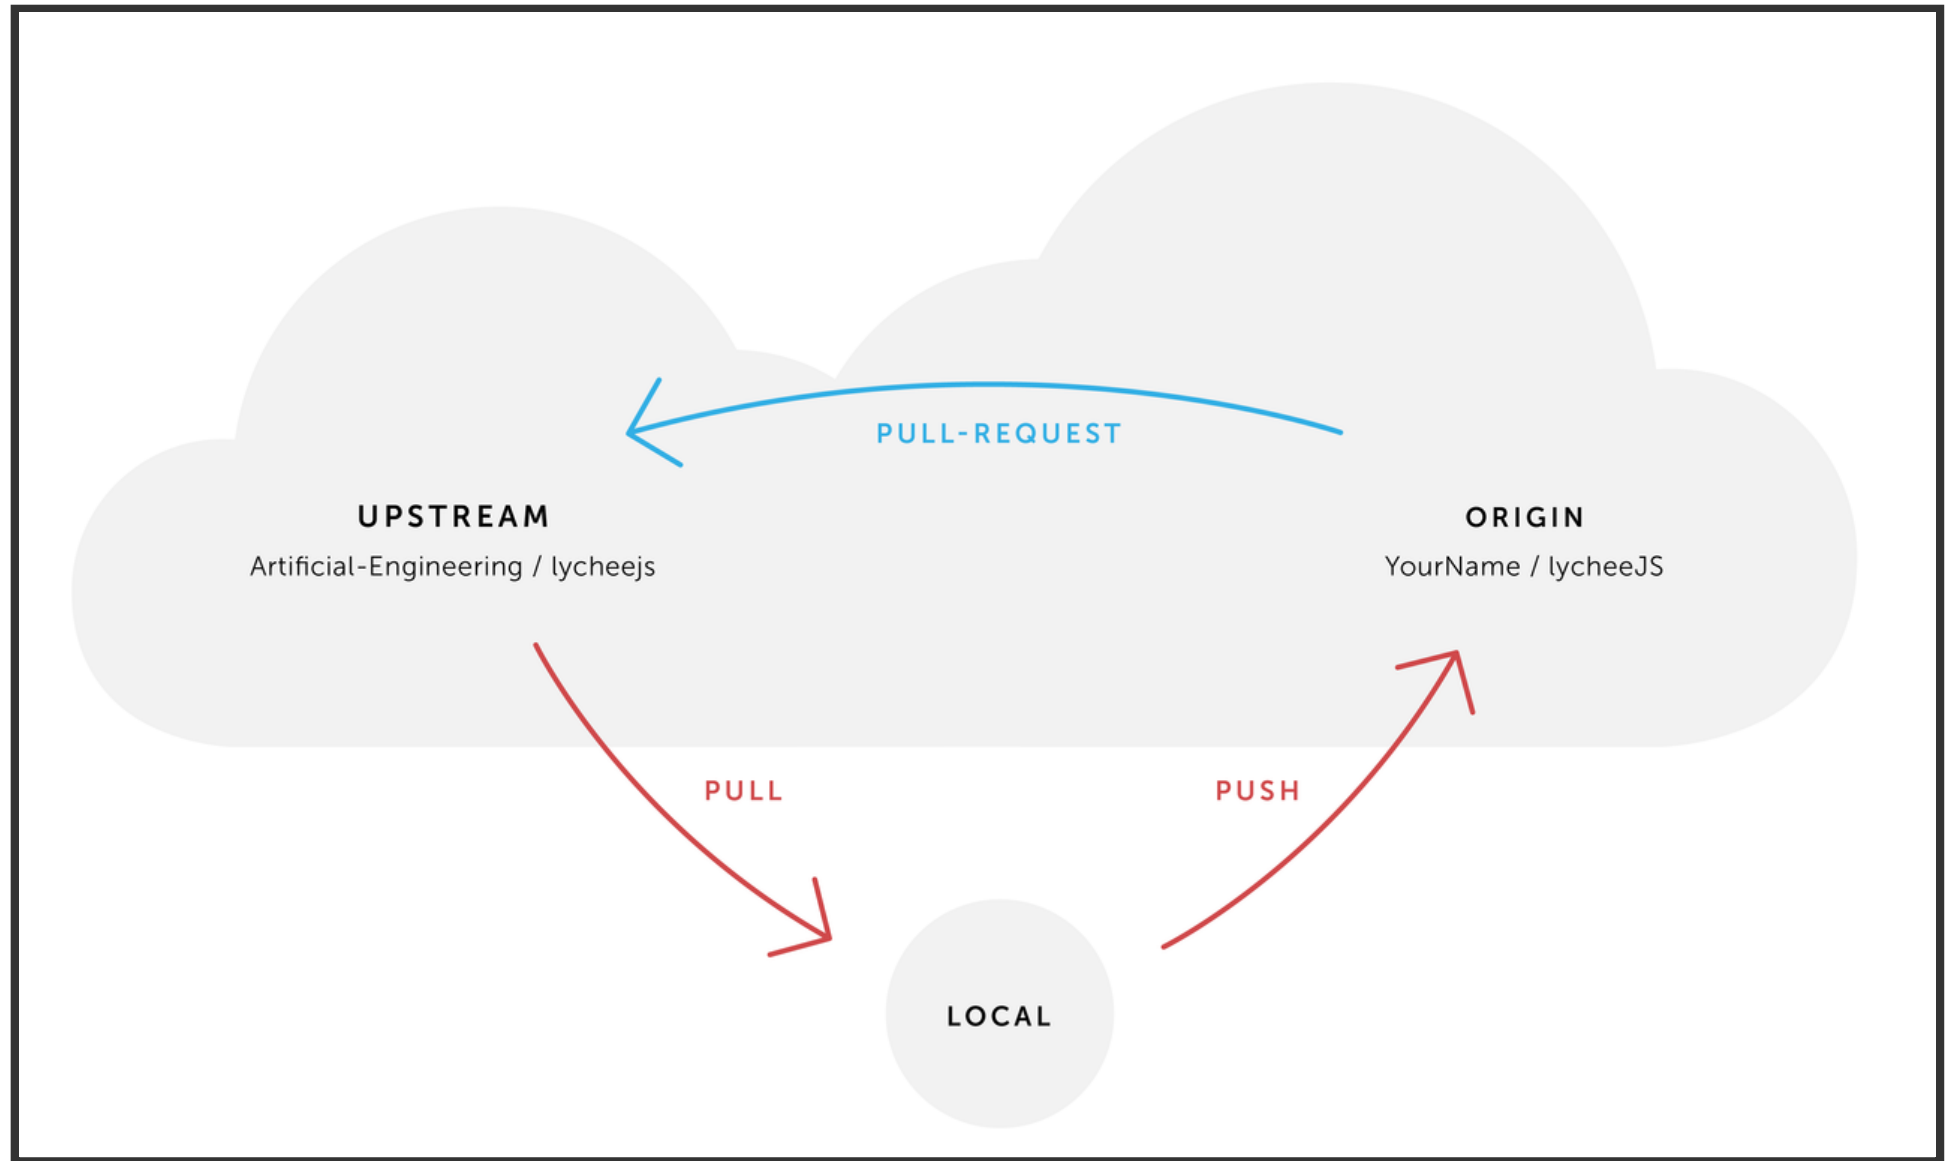 PULL-REQUEST
UPSTREAM
Artificial-Engineering / lycheejs
ORIGIN
YourName / lycheeJS
PULL
PUSH
LOCAL